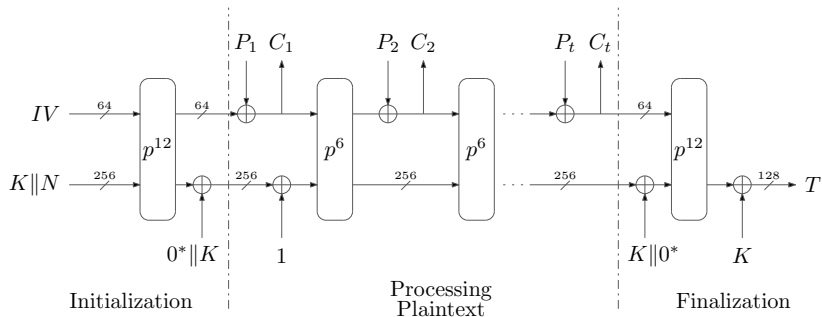 P₁ C₁ P₂ C₂ Pₜ Cₜ
IV 64 p¹² 64 p⁶ p⁶ ··· 64 p¹²
K∥N 256 256 256 ··· 256 128 T
0*∥K 1 K∥0* K
Initialization Processing Plaintext Finalization